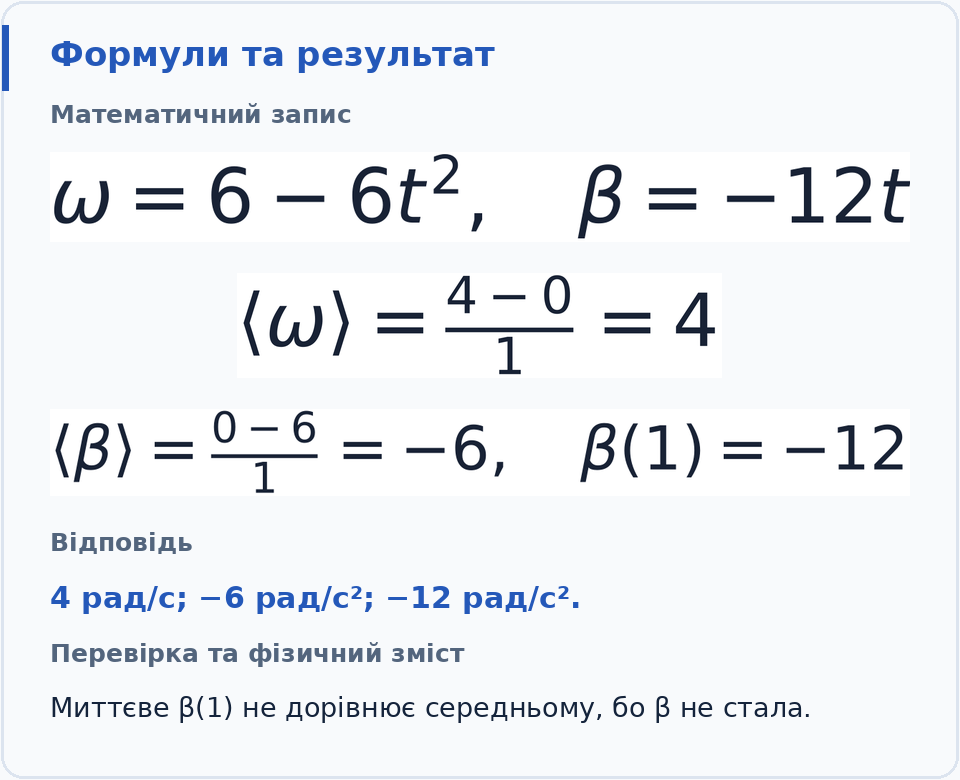 Формули та результат
Математичний запис
ω = 6 − 6t², β = −12t
⟨ω⟩ = (4 − 0)/1 = 4
⟨β⟩ = (0 − 6)/1 = −6, β(1) = −12
Відповідь
4 рад/с; −6 рад/с²; −12 рад/с².
Перевірка та фізичний зміст
Миттєве β(1) не дорівнює середньому, бо β не стала.